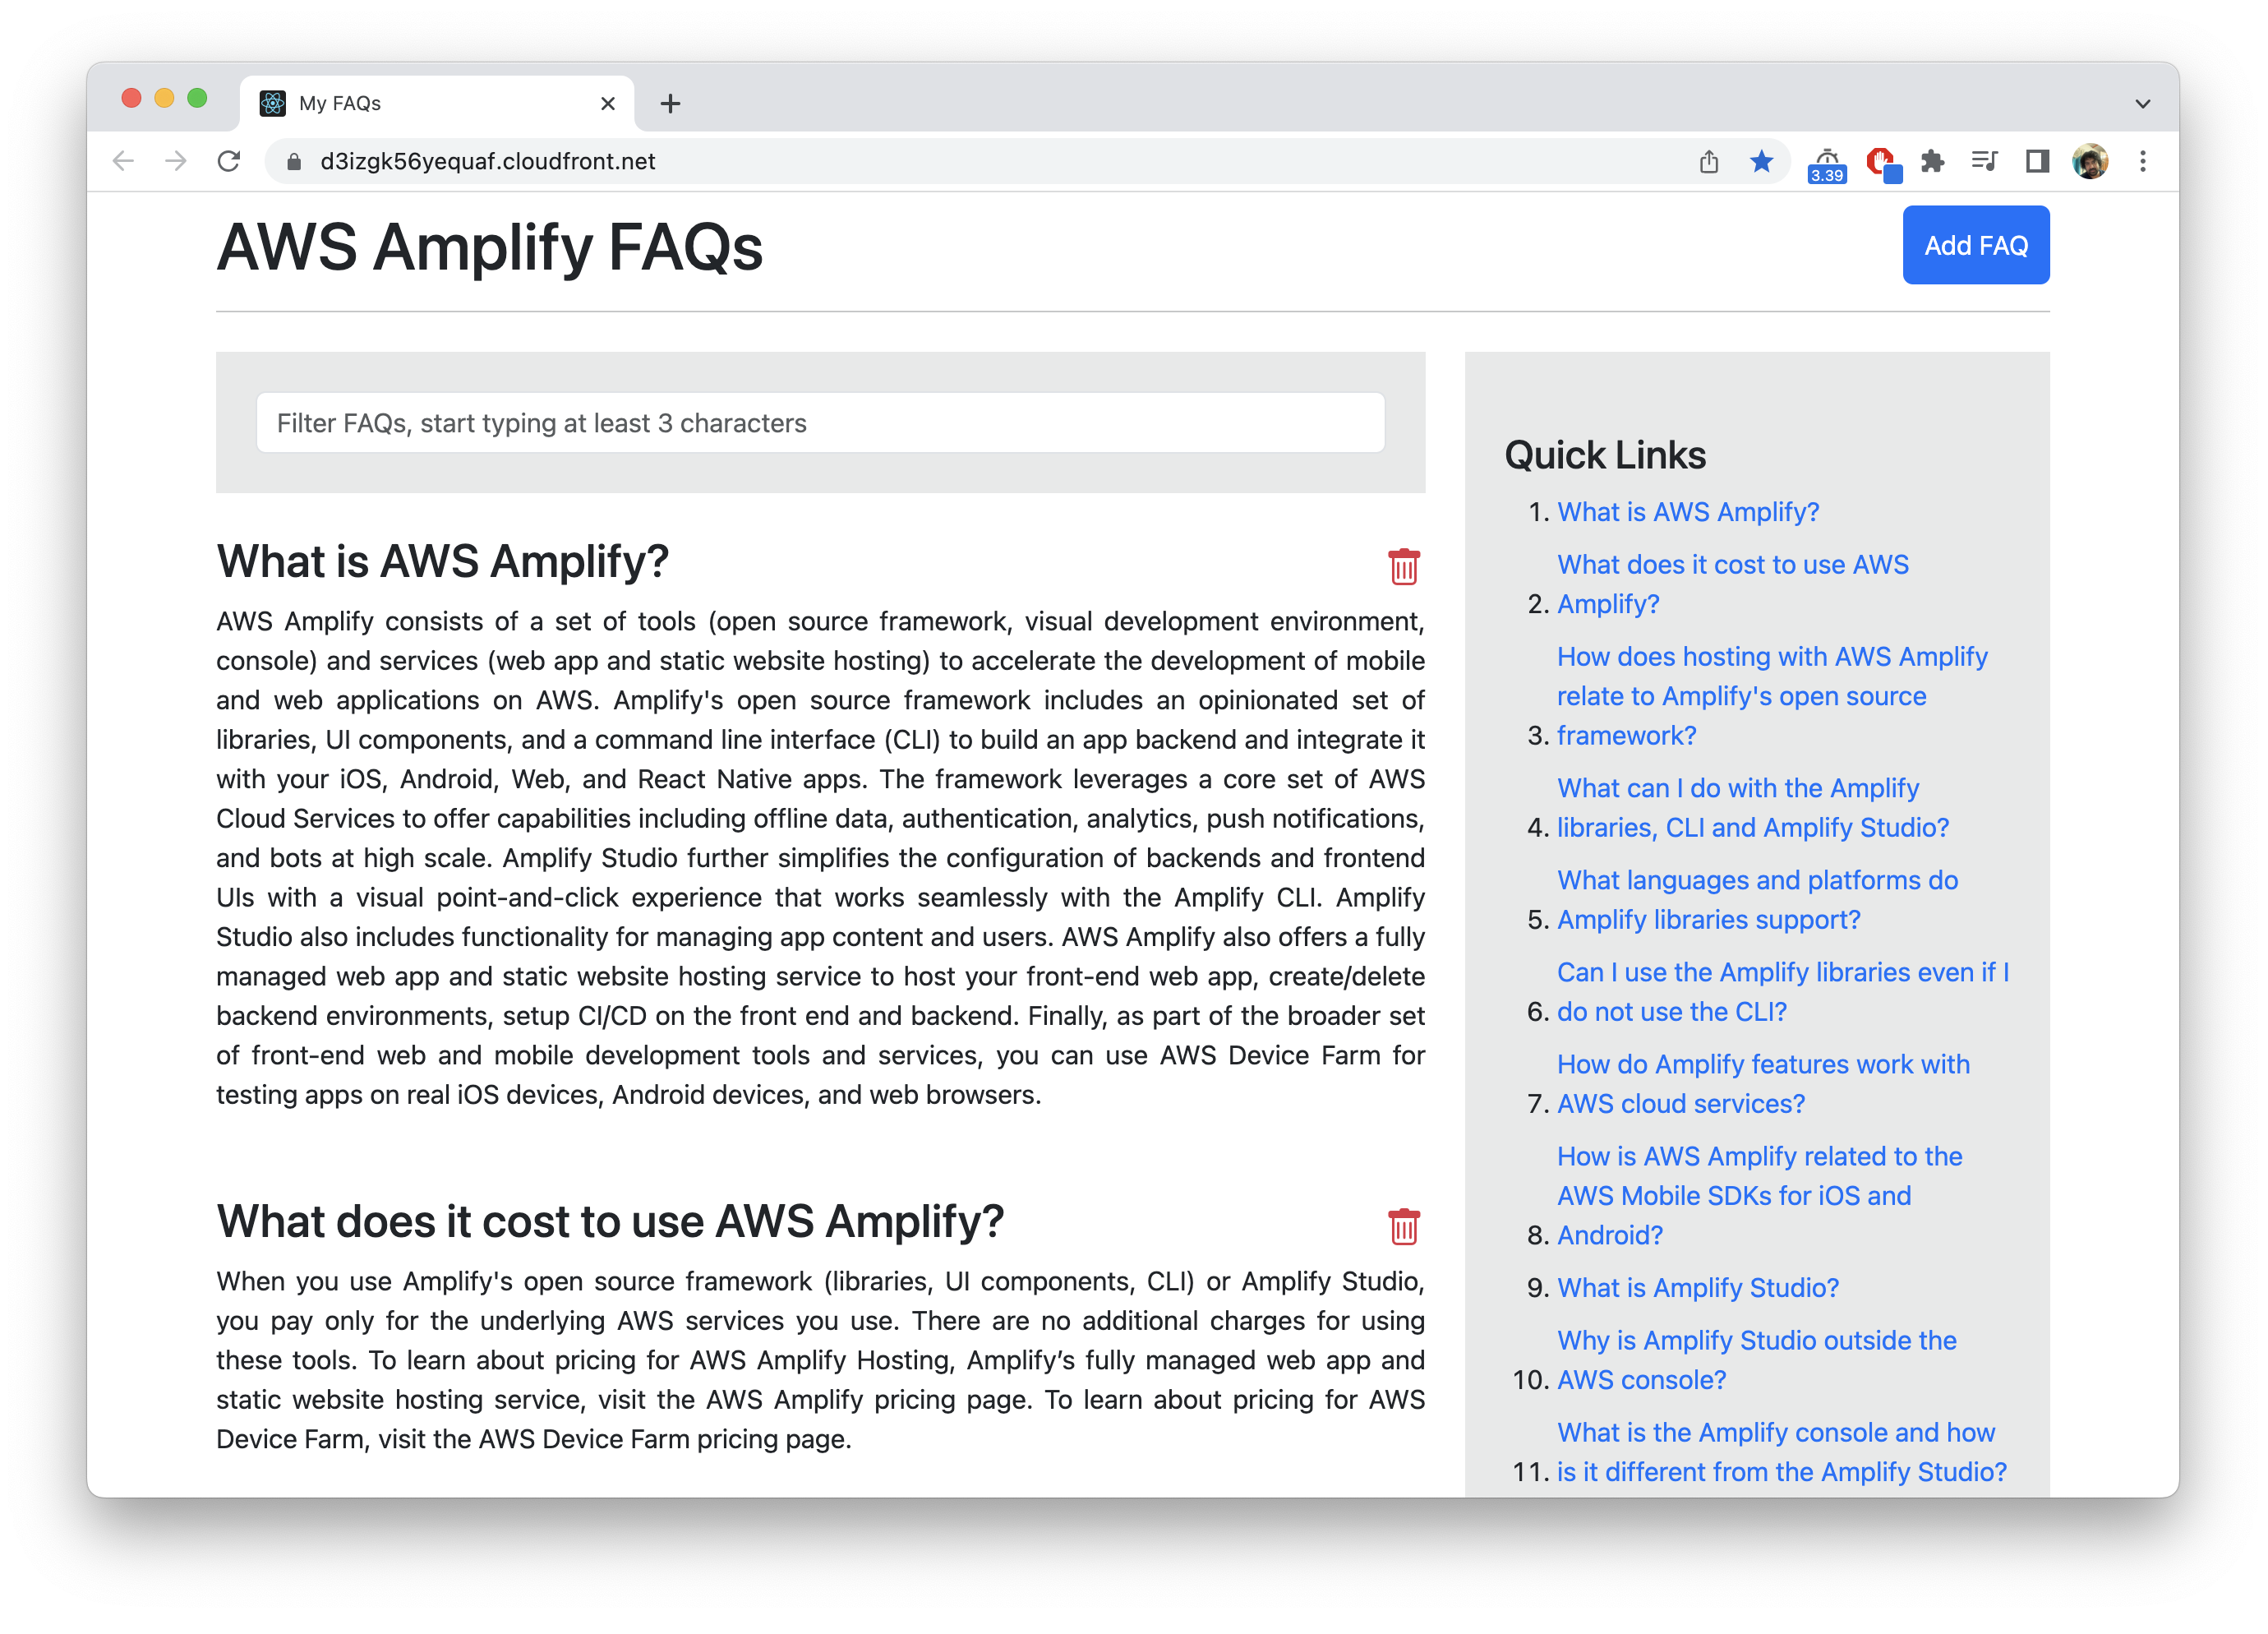 My FAQs
d3izgk56yequaf.cloudfront.net
3.39
AWS Amplify FAQs
Add FAQ
Filter FAQs, start typing at least 3 characters
What is AWS Amplify?
AWS Amplify consists of a set of tools (open source framework, visual development environment,
console) and services (web app and static website hosting) to accelerate the development of mobile
and web applications on AWS. Amplify's open source framework includes an opinionated set of
libraries, UI components, and a command line interface (CLI) to build an app backend and integrate it
with your iOS, Android, Web, and React Native apps. The framework leverages a core set of AWS
Cloud Services to offer capabilities including offline data, authentication, analytics, push notifications,
and bots at high scale. Amplify Studio further simplifies the configuration of backends and frontend
UIs with a visual point-and-click experience that works seamlessly with the Amplify CLI. Amplify
Studio also includes functionality for managing app content and users. AWS Amplify also offers a fully
managed web app and static website hosting service to host your front-end web app, create/delete
backend environments, setup CI/CD on the front end and backend. Finally, as part of the broader set
of front-end web and mobile development tools and services, you can use AWS Device Farm for
testing apps on real iOS devices, Android devices, and web browsers.
What does it cost to use AWS Amplify?
When you use Amplify's open source framework (libraries, UI components, CLI) or Amplify Studio,
you pay only for the underlying AWS services you use. There are no additional charges for using
these tools. To learn about pricing for AWS Amplify Hosting, Amplify’s fully managed web app and
static website hosting service, visit the AWS Amplify pricing page. To learn about pricing for AWS
Device Farm, visit the AWS Device Farm pricing page.
Quick Links
1. What is AWS Amplify?
What does it cost to use AWS
2. Amplify?
How does hosting with AWS Amplify
relate to Amplify's open source
3. framework?
What can I do with the Amplify
4. libraries, CLI and Amplify Studio?
What languages and platforms do
5. Amplify libraries support?
Can I use the Amplify libraries even if I
6. do not use the CLI?
How do Amplify features work with
7. AWS cloud services?
How is AWS Amplify related to the
AWS Mobile SDKs for iOS and
8. Android?
9. What is Amplify Studio?
Why is Amplify Studio outside the
10. AWS console?
What is the Amplify console and how
11. is it different from the Amplify Studio?